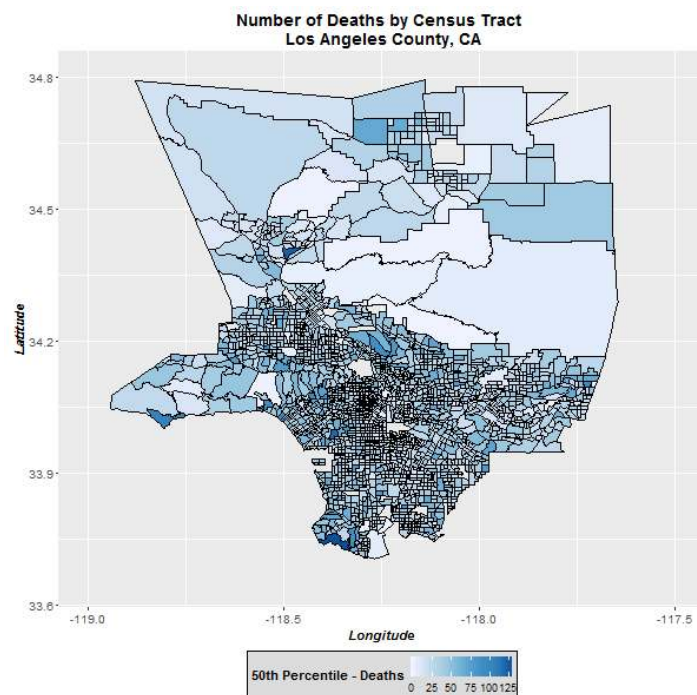 Number of Deaths by Census Tract
Los Angeles County, CA
34.8
34.5
34.2
33.9
33.6
Latitude
-119.0 -118.5 -118.0 -117.5
Longitude
50th Percentile - Deaths
0 25 50 75 100 125